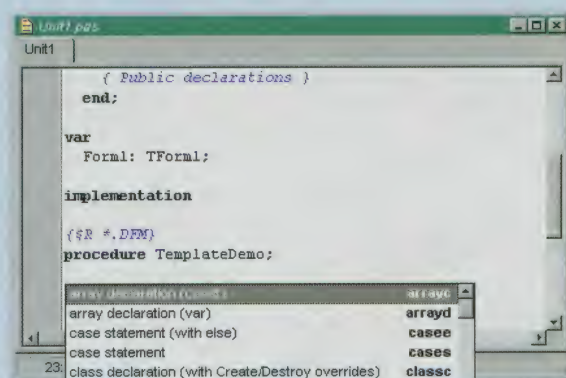 Unit1.pas
Unit1
{ Public declarations }
end;
var
Form1: TForm1;
implementation
{$R *.DFM}
procedure TemplateDemo;
array declaration (const) arrayc
array declaration (var) arrayd
case statement (with else) casee
case statement cases
23:
class declaration (with Create/Destroy overrides) classc